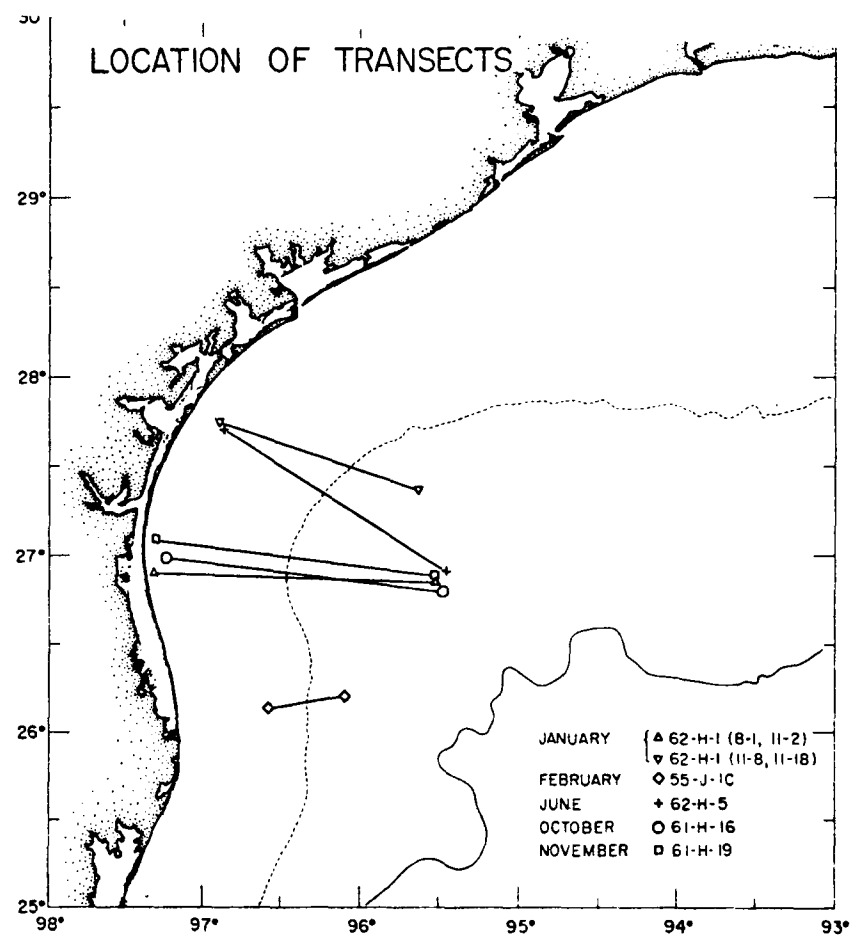 30
LOCATION OF TRANSECTS
29°
28°
27°
26°
JANUARY △ 62-H-1 (8-1, 11-2)
▽ 62-H-1 (11-8, 11-18)
FEBRUARY ◇ 55-J-1C
JUNE + 62-H-5
OCTOBER ○ 61-H-16
NOVEMBER □ 61-H-19
25°
98° 97° 96° 95° 94° 93°